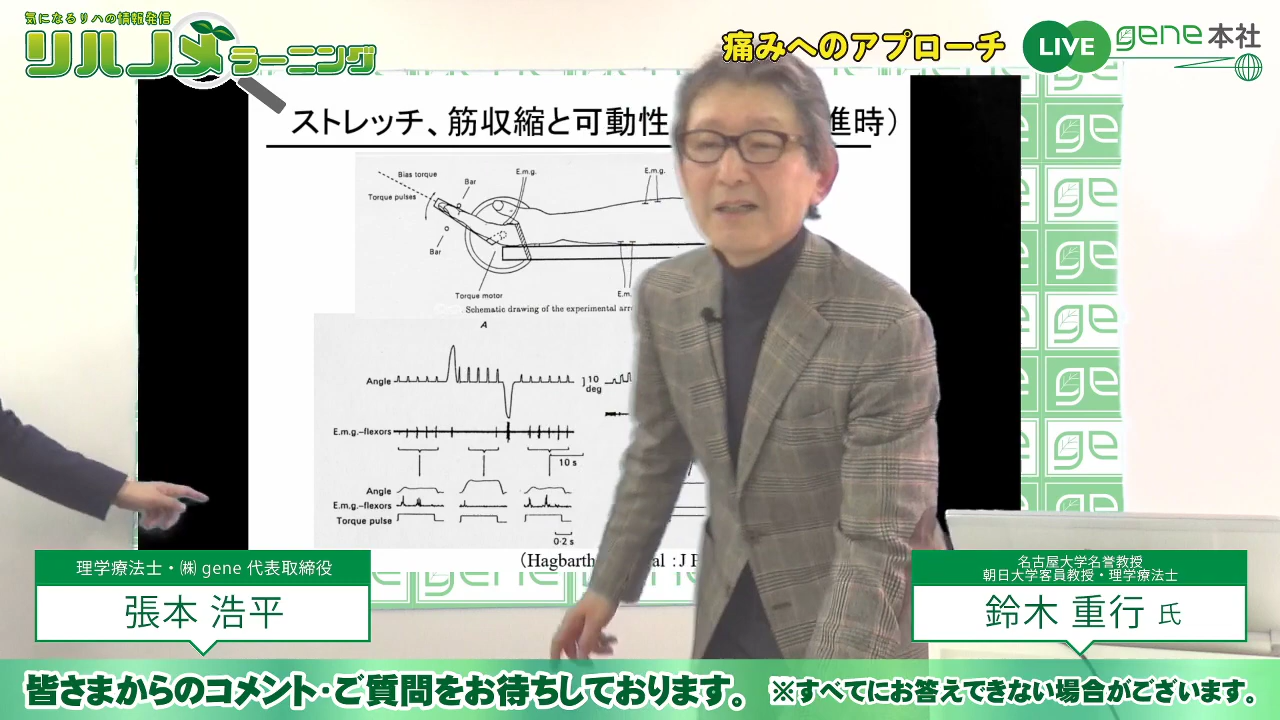 気になるリハの情報発信
リハノメ
ラーニング
痛みへのアプローチ
LIVE
gene本社
ストレッチ、筋収縮と可動性
進時）
Bias torque
Bar
E.m.g.
E.m.g.
Torque pulses
Bar
Torque motor
E.m.
Schematic drawing of the experimental arr
A
Angle
10
deg
E.m.g.-flexors
10 s
Angle
E.m.g.-flexors
Torque pulse
0·2 s
（Hagbarth
al：J P
ge
ge
ge
ge
ge
ge
ge
理学療法士・㈱gene 代表取締役
張本 浩平
名古屋大学名誉教授
朝日大学客員教授・理学療法士
鈴木 重行 氏
皆さまからのコメント・ご質問をお待ちしております。
※すべてにお答えできない場合がございます。